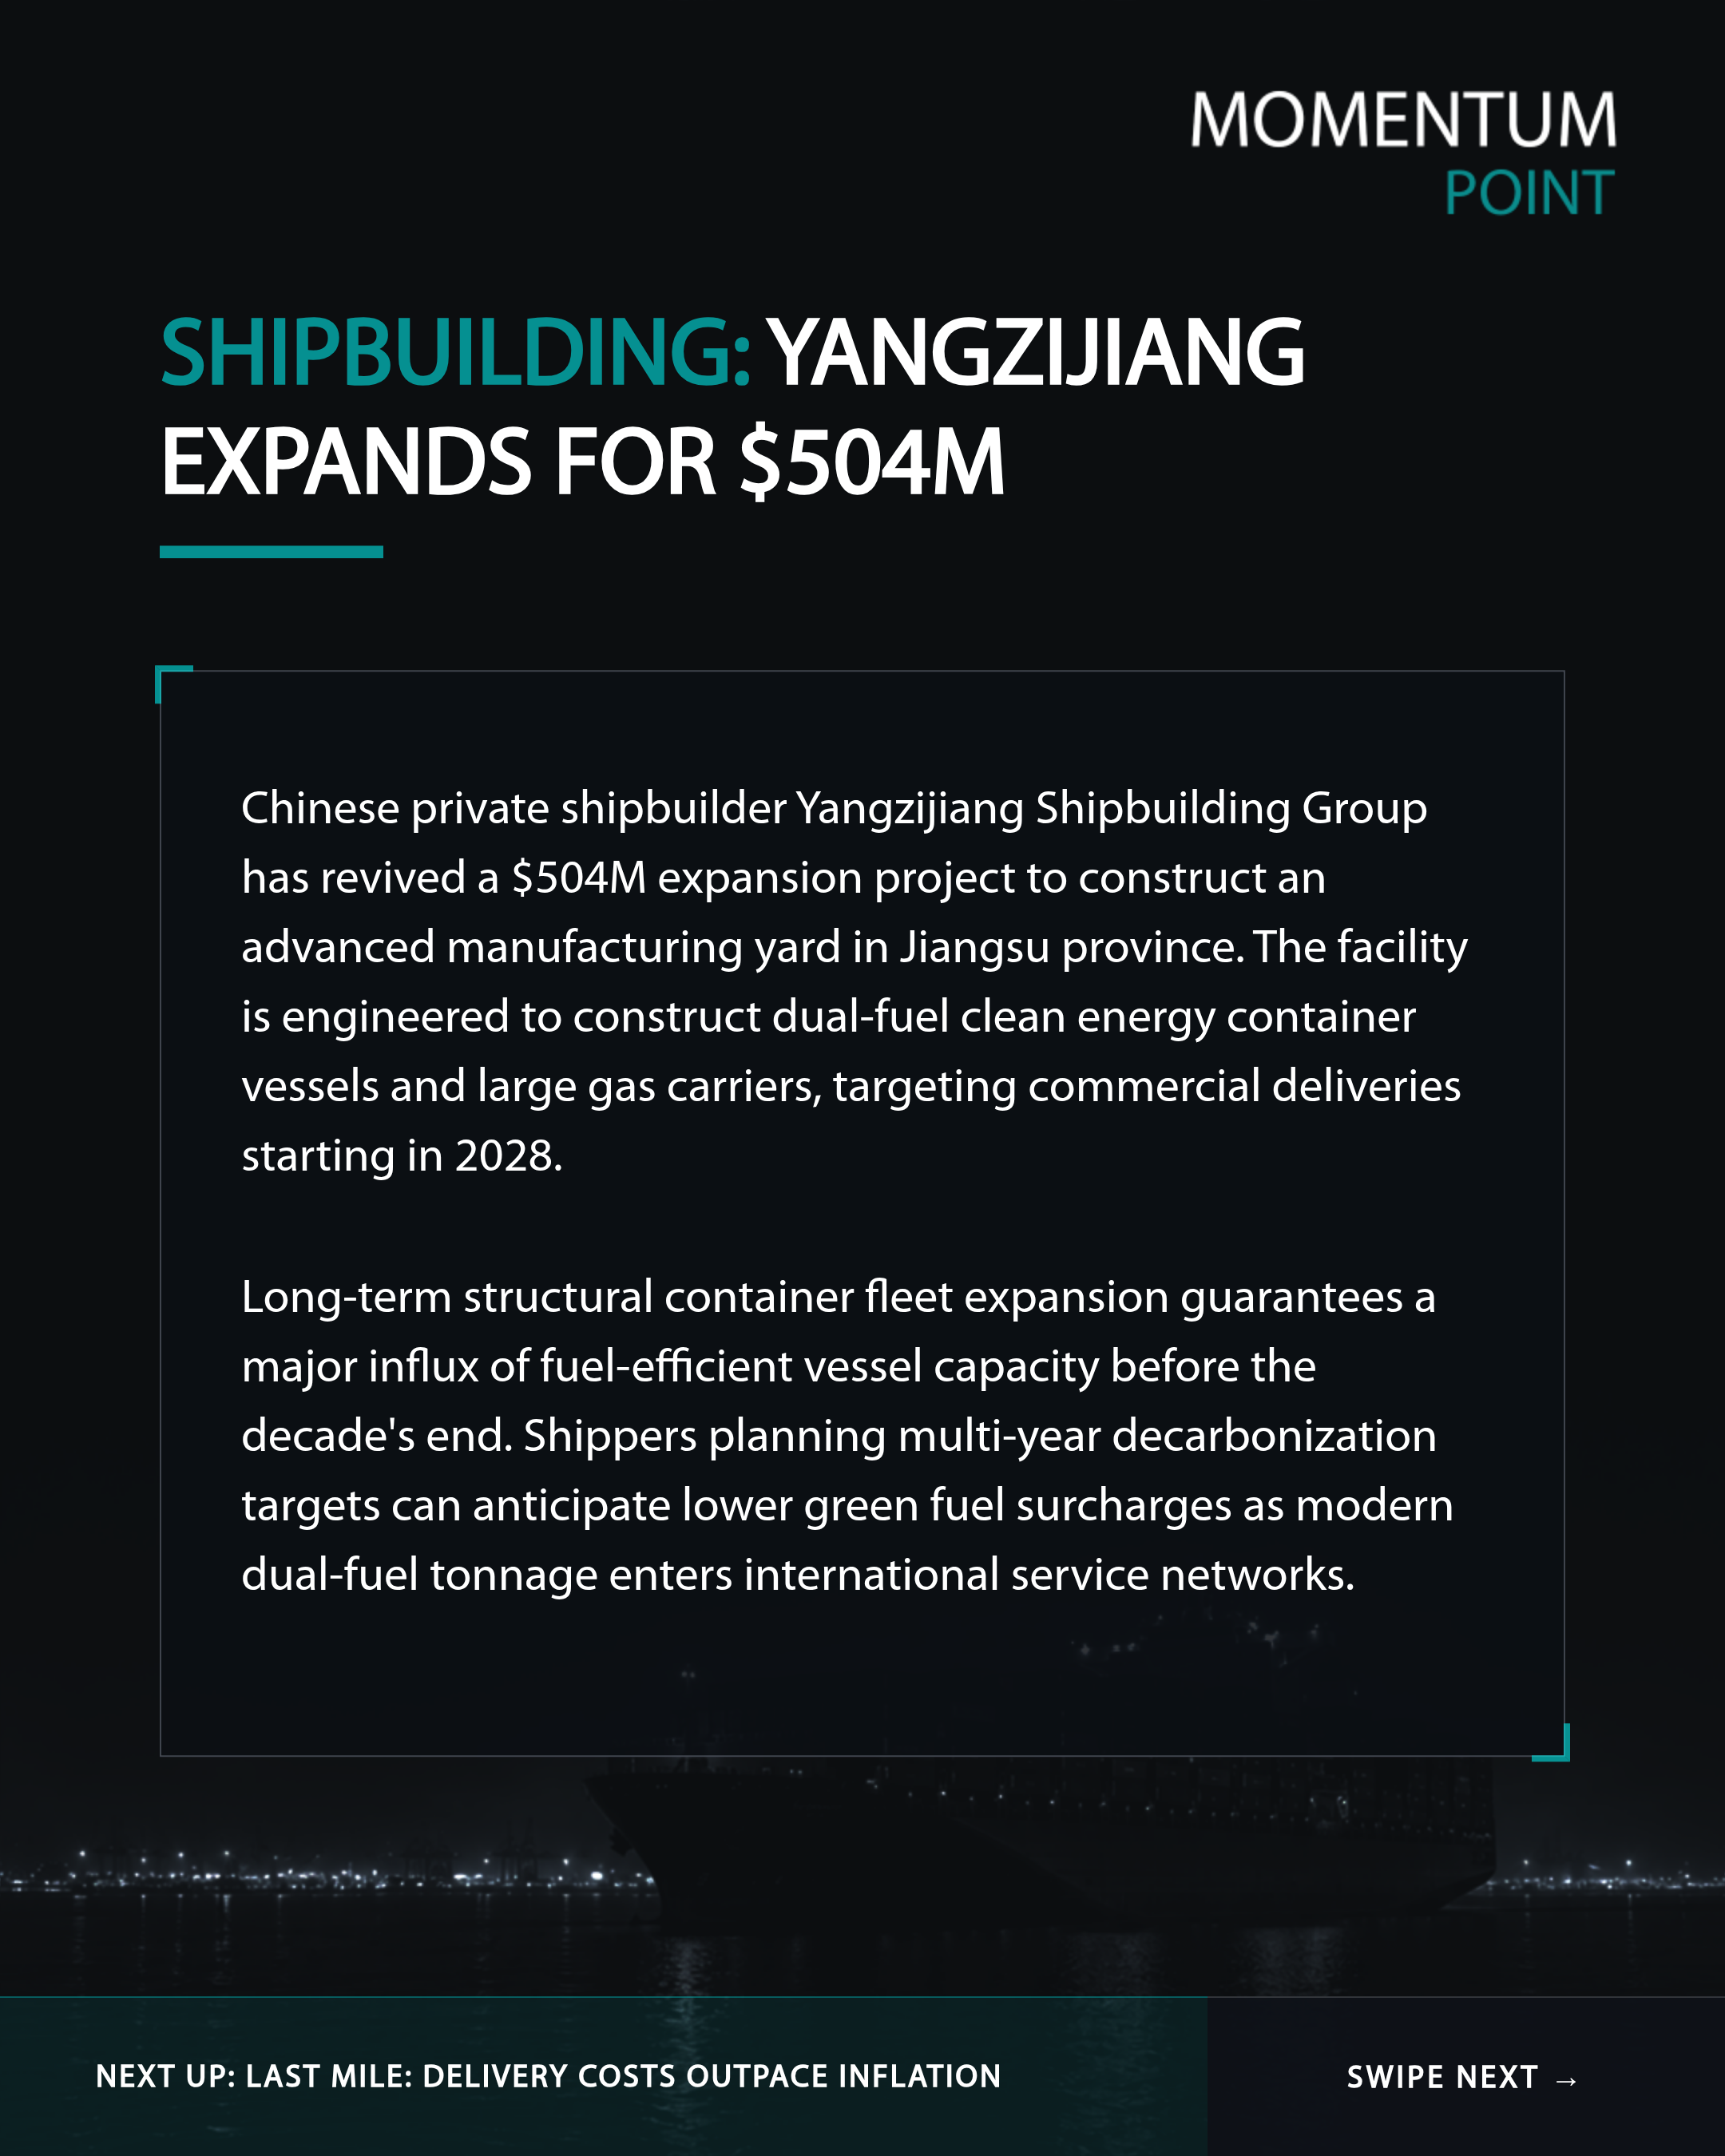 MOMENTUM
POINT
SHIPBUILDING: YANGZIJIANG
EXPANDS FOR $504M
Chinese private shipbuilder Yangzijiang Shipbuilding Group
has revived a $504M expansion project to construct an
advanced manufacturing yard in Jiangsu province. The facility
is engineered to construct dual-fuel clean energy container
vessels and large gas carriers, targeting commercial deliveries
starting in 2028.
Long-term structural container fleet expansion guarantees a
major influx of fuel-efficient vessel capacity before the
decade's end. Shippers planning multi-year decarbonization
targets can anticipate lower green fuel surcharges as modern
dual-fuel tonnage enters international service networks.
NEXT UP: LAST MILE: DELIVERY COSTS OUTPACE INFLATION
SWIPE NEXT →